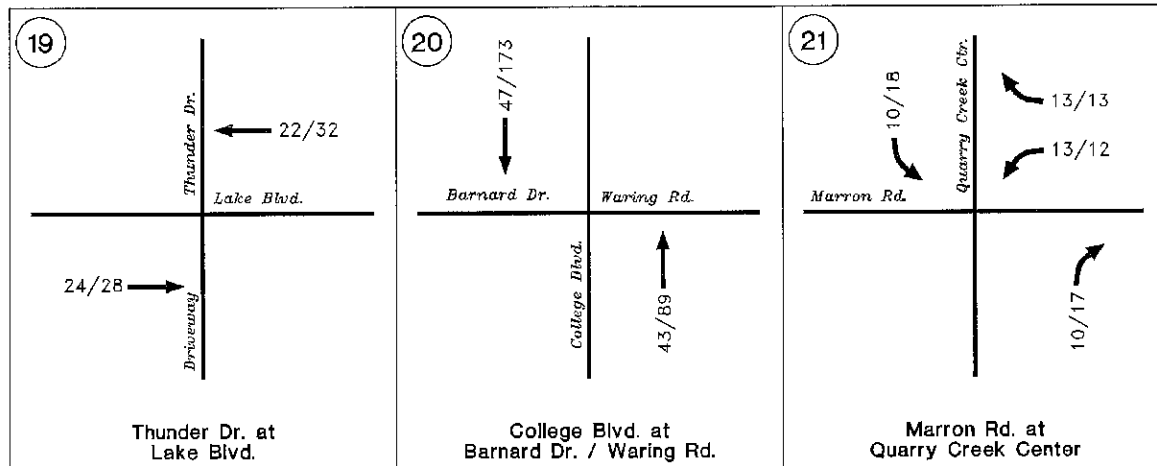 19
Thunder Dr.
22/32
Lake Blvd.
24/28
Driveway
Thunder Dr. at
Lake Blvd.
20
47/173
Barnard Dr.
Waring Rd.
College Blvd.
43/89
College Blvd. at
Barnard Dr. / Waring Rd.
21
10/18
Quarry Creek Ctr.
13/13
13/12
Marron Rd.
10/17
Marron Rd. at
Quarry Creek Center